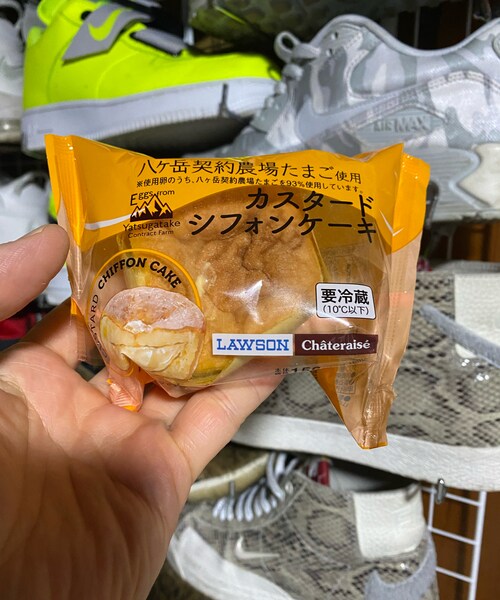 八ヶ岳契約農場たまご使用
※使用卵のうち、八ヶ岳契約農場たまごを93%使用しています。
Eggs from
Yatsugatake
Contract Farm
カスタード
シフォンケーキ
CUSTARD CHIFFON CAKE
要冷蔵
(10℃以下)
LAWSON
Châteraisé
AIR MAX